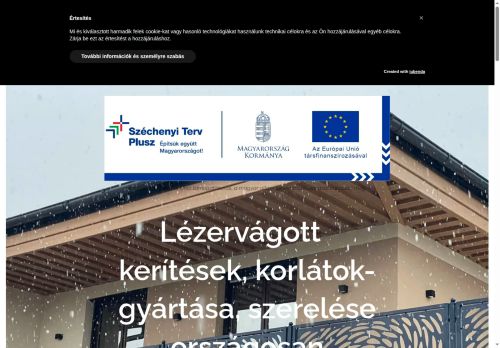 Értesítés
×
Mi és kiválasztott harmadik felek cookie-kat vagy hasonló technológiákat használunk technikai célokra és az Ön hozzájárulásával egyéb célokra.
Zárja be ezt az értesítést a hozzájáruláshoz.
További információk és személyre szabás
Created with iubenda
Széchenyi Terv
Plusz
Építsük együtt
Magyarországot!
Magyarország
Kormánya
Az Európai Unió
társfinanszírozásával
Lézervágott
kerítések, korlátok-
gyártása, szerelése
országosan